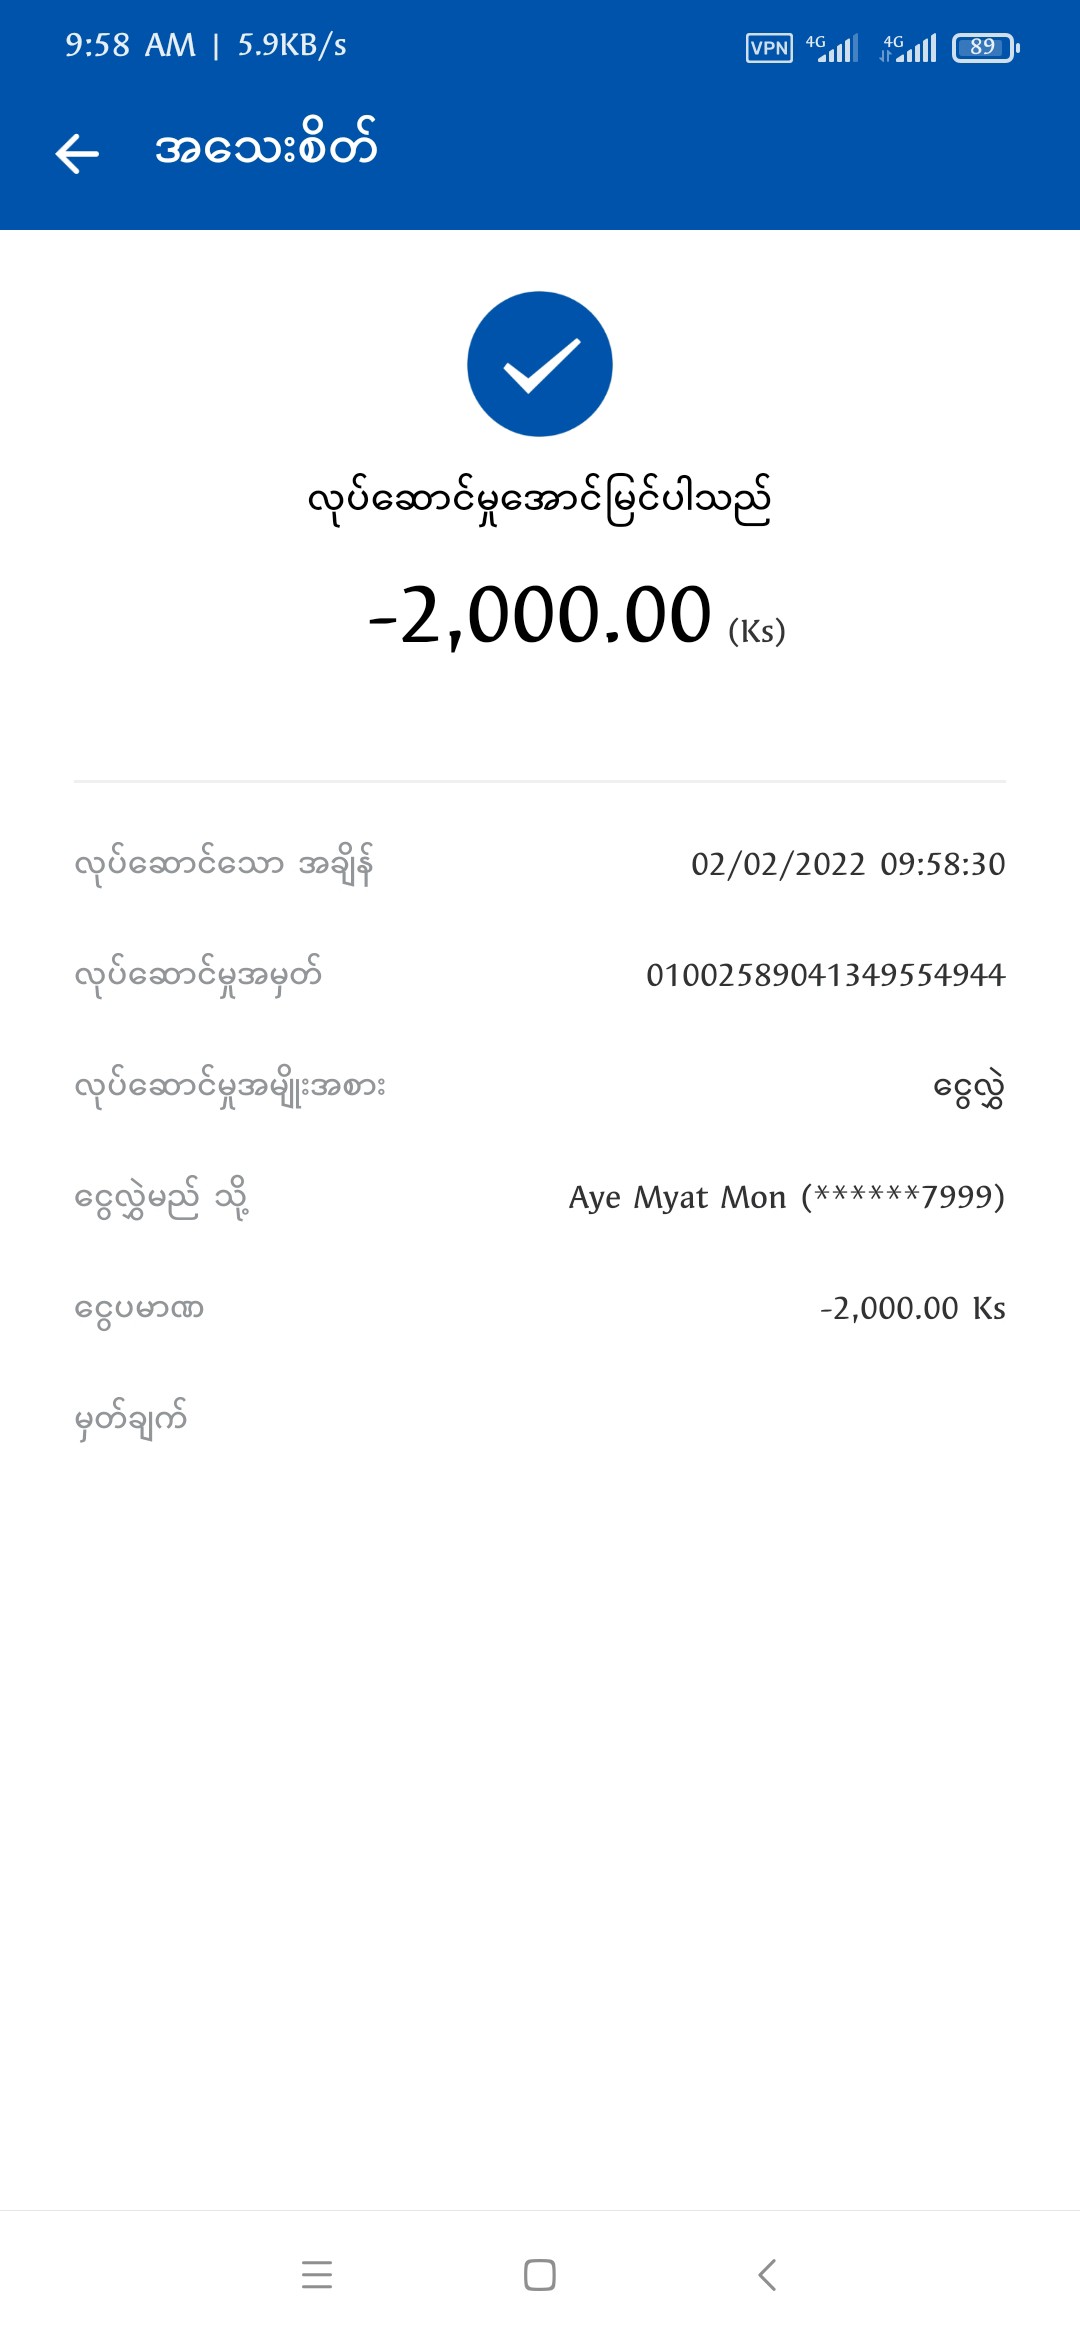 9:58 AM | 5.9KB/s
VPN 4G 4G 89
အသေးစိတ်
လုပ်ဆောင်မှုအောင်မြင်ပါသည်
-2,000.00 (Ks)
လုပ်ဆောင်သော အချိန် 02/02/2022 09:58:30
လုပ်ဆောင်မှုအမှတ် 01002589041349554944
လုပ်ဆောင်မှုအမျိုးအစား ငွေလွှဲ
ငွေလွှဲမည် သို့ Aye Myat Mon (******7999)
ငွေပမာဏ -2,000.00 Ks
မှတ်ချက်